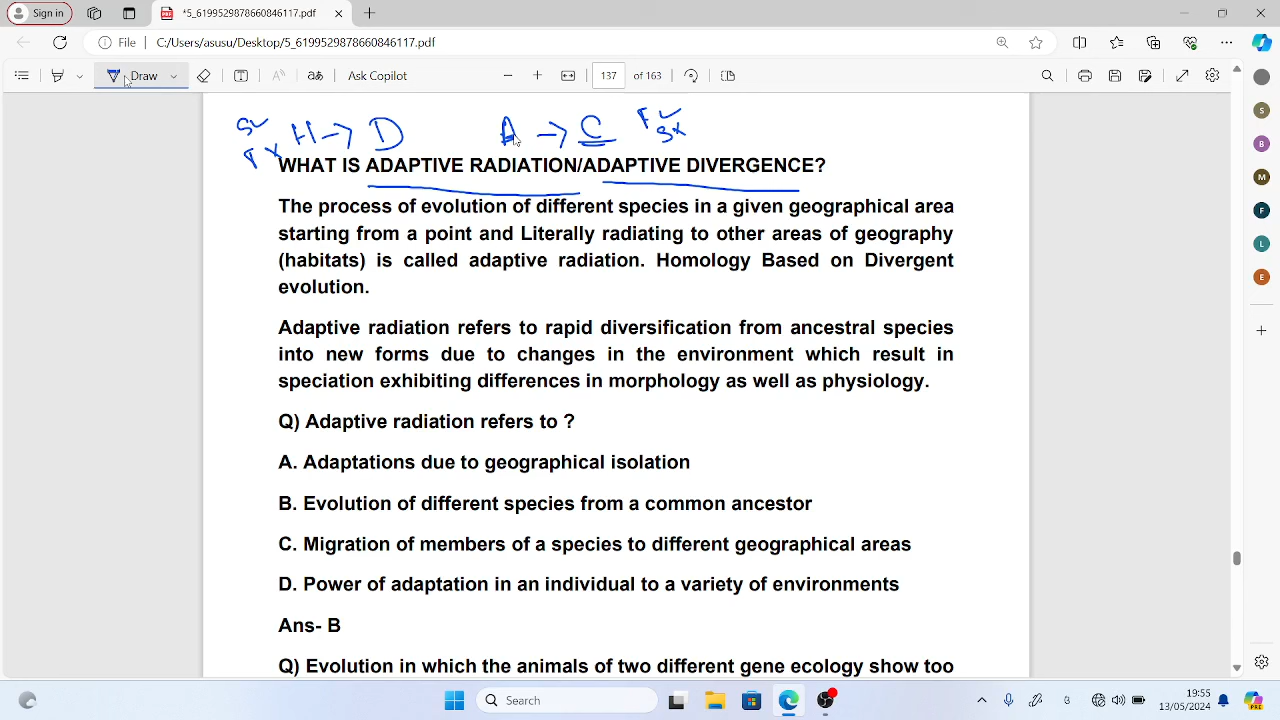 Sign in
*5_6199529878660846117.pdf
File C:/Users/asusu/Desktop/5_6199529878660846117.pdf
Draw
Ask Copilot
137 of 163
S H → D A → C F
F x S x
WHAT IS ADAPTIVE RADIATION/ADAPTIVE DIVERGENCE?
The process of evolution of different species in a given geographical area
starting from a point and Literally radiating to other areas of geography
(habitats) is called adaptive radiation. Homology Based on Divergent
evolution.
Adaptive radiation refers to rapid diversification from ancestral species
into new forms due to changes in the environment which result in
speciation exhibiting differences in morphology as well as physiology.
Q) Adaptive radiation refers to ?
A. Adaptations due to geographical isolation
B. Evolution of different species from a common ancestor
C. Migration of members of a species to different geographical areas
D. Power of adaptation in an individual to a variety of environments
Ans- B
Q) Evolution in which the animals of two different gene ecology show too
S
B
M
F
L
E
Search
19:55
13/05/2024